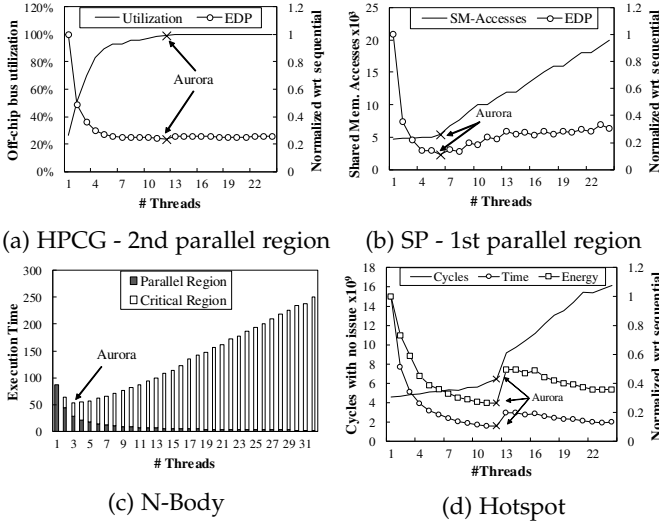 Utilization EDP
Off-chip bus utilization
120%
100%
80%
60%
40%
20%
0%
Aurora
1.2
1
0.8
0.6
0.4
0.2
0
Normalized wrt sequential
1 4 7 10 13 16 19 22
# Threads
(a) HPCG - 2nd parallel region
SM-Accesses EDP
Shared Mem. Accesses x10³
25
20
15
10
5
0
Aurora
1.2
1
0.8
0.6
0.4
0.2
0
Normalized wrt sequential
1 4 7 10 13 16 19 22
# Threads
(b) SP - 1st parallel region
Parallel Region
Critical Region
Execution Time
300
250
200
150
100
50
0
Aurora
1 3 5 7 9 11 13 15 17 19 21 23 25 27 29 31
# Threads
(c) N-Body
Cycles Time Energy
Cycles with no issue x10⁹
18
16
14
12
10
8
6
4
2
0
Aurora
1.2
1
0.8
0.6
0.4
0.2
0
Normalized wrt sequential
1 4 7 10 13 16 19 22
#Threads
(d) Hotspot